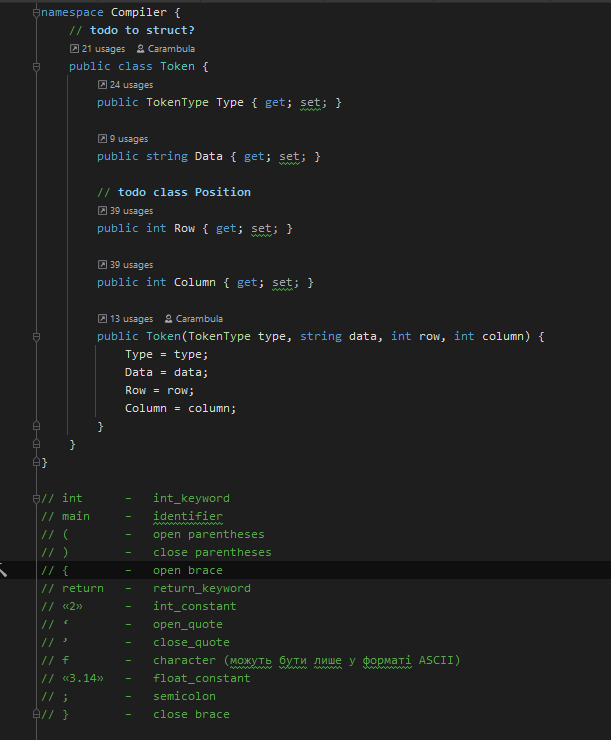 namespace Compiler {
// todo to struct?
21 usages Carambula
public class Token {
24 usages
public TokenType Type { get; set; }
9 usages
public string Data { get; set; }
// todo class Position
39 usages
public int Row { get; set; }
39 usages
public int Column { get; set; }
13 usages Carambula
public Token(TokenType type, string data, int row, int column) {
Type = type;
Data = data;
Row = row;
Column = column;
}
}
}
// int - int_keyword
// main - identifier
// ( - open parentheses
// ) - close parentheses
// { - open brace
// return - return_keyword
// «2» - int_constant
// ‘ - open_quote
// ’ - close_quote
// f - character (можуть бути лише у форматі ASCII)
// «3.14» - float_constant
// ; - semicolon
// } - close brace